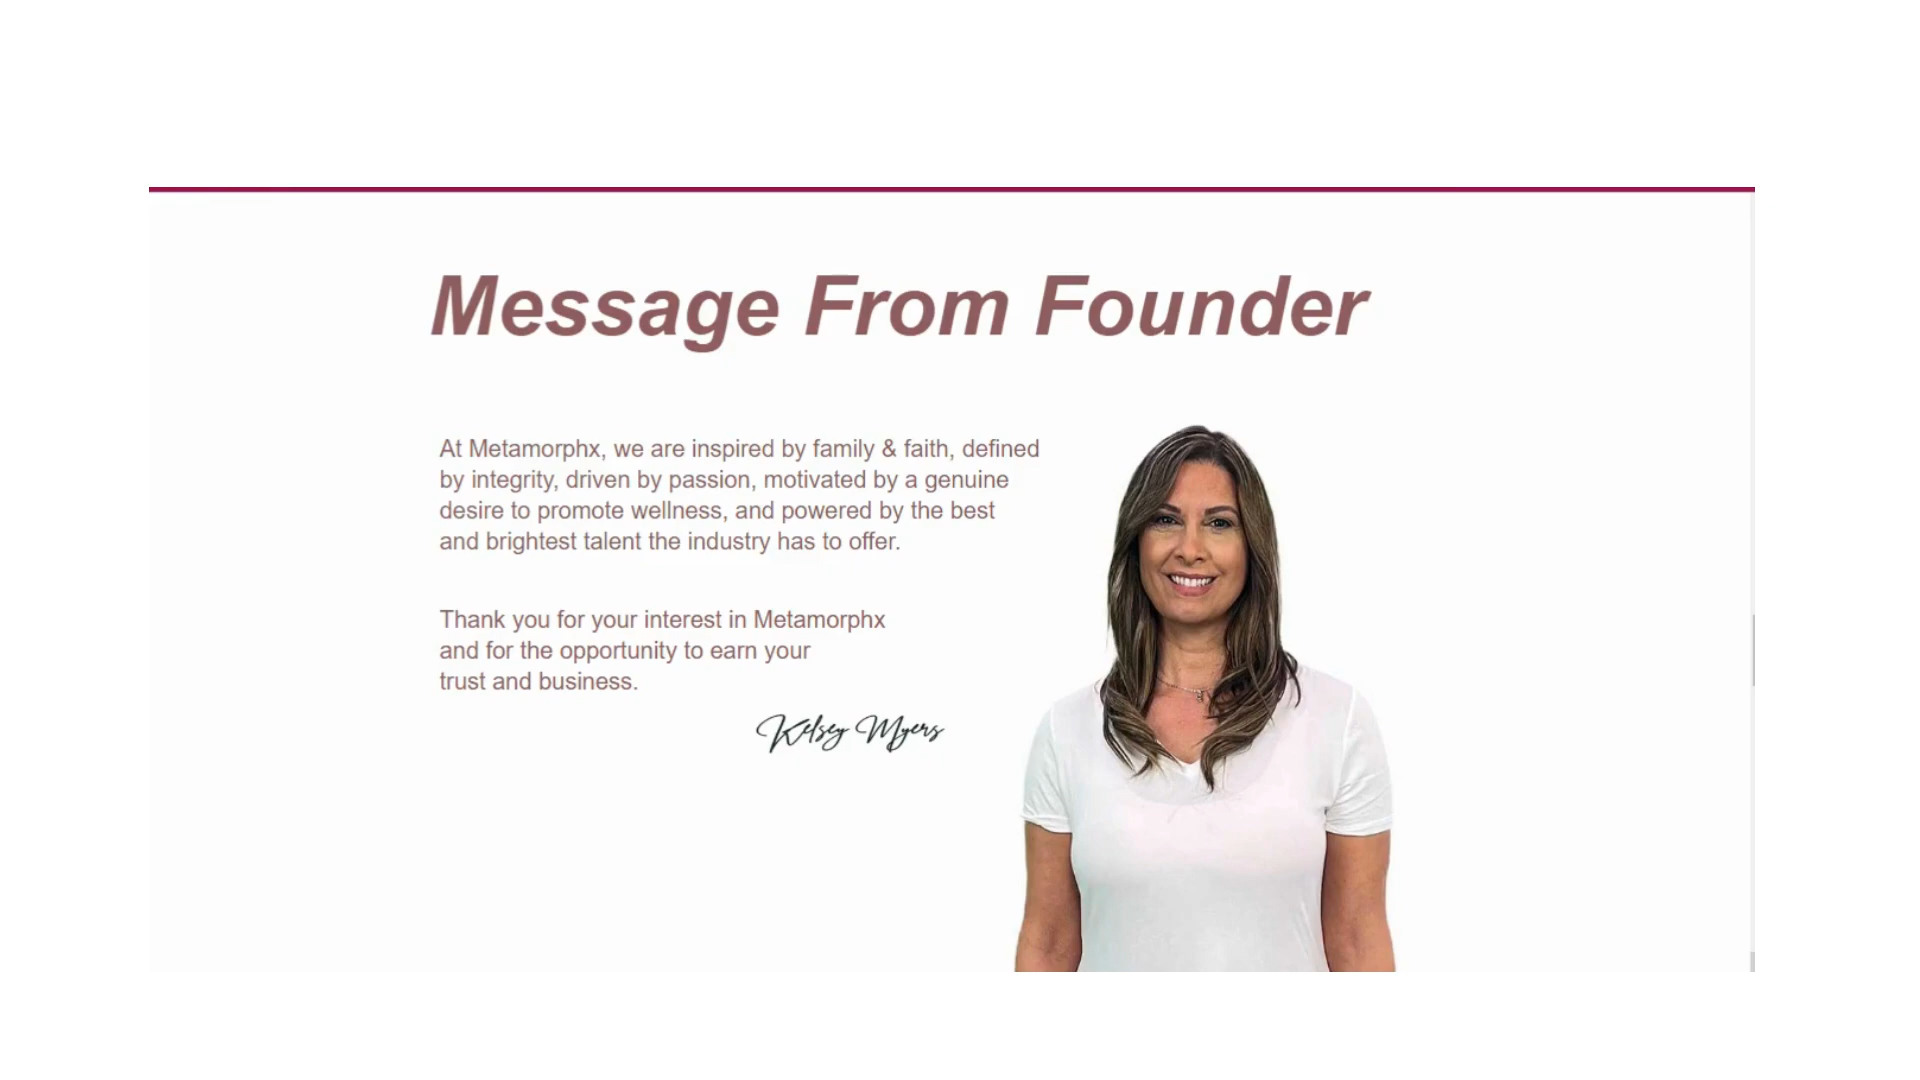 Message From Founder
At Metamorphx, we are inspired by family & faith, defined
by integrity, driven by passion, motivated by a genuine
desire to promote wellness, and powered by the best
and brightest talent the industry has to offer.
Thank you for your interest in Metamorphx
and for the opportunity to earn your
trust and business.
Kelsey Myers